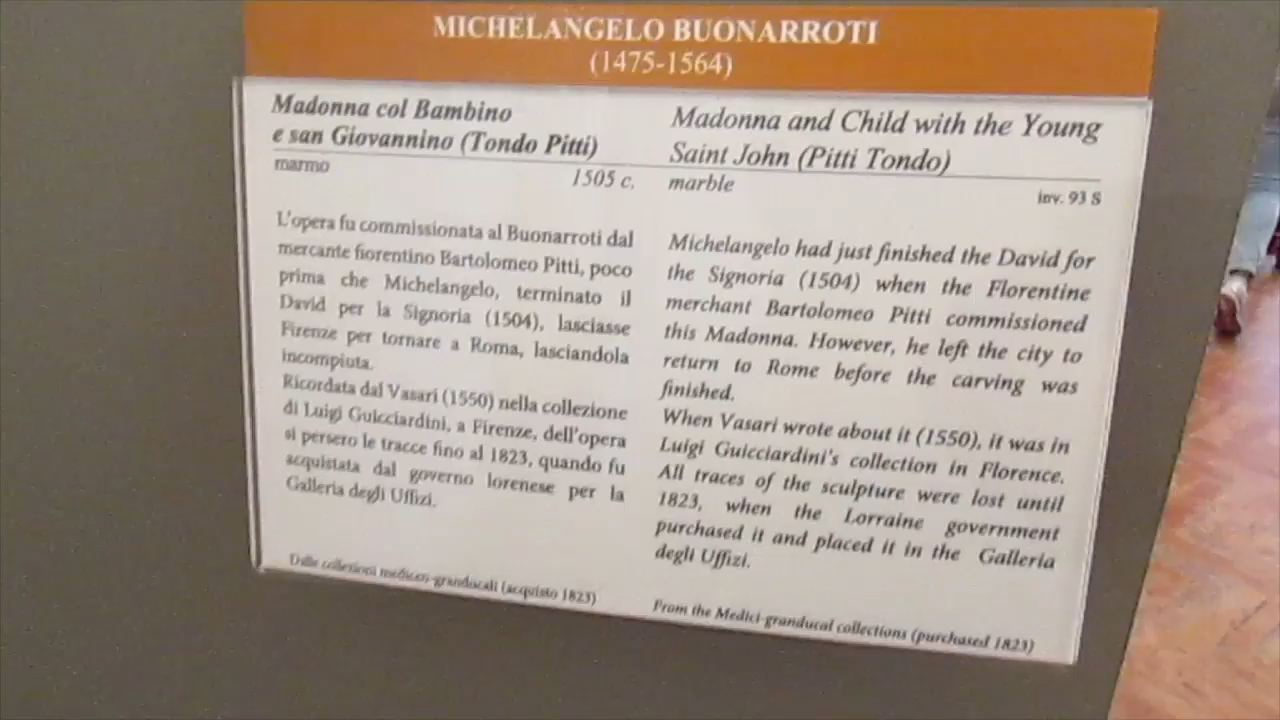 MICHELANGELO BUONARROTI
(1475-1564)
Madonna col Bambino
e san Giovannino (Tondo Pitti)
marmo
1505 c.
L'opera fu commissionata al Buonarroti dal
mercante fiorentino Bartolomeo Pitti, poco
prima che Michelangelo, terminato il
David per la Signoria (1504), lasciasse
Firenze per tornare a Roma, lasciandola
incompiuta.
Ricordata dal Vasari (1550) nella collezione
di Luigi Guicciardini, a Firenze, dell'opera
si persero le tracce fino al 1823, quando fu
acquistata dal governo lorenese per la
Galleria degli Uffizi.
Dalle collezioni mediceo-granducali (acquisto 1823)
Madonna and Child with the Young
Saint John (Pitti Tondo)
marble
inv. 93 S
Michelangelo had just finished the David for
the Signoria (1504) when the Florentine
merchant Bartolomeo Pitti commissioned
this Madonna. However, he left the city to
return to Rome before the carving was
finished.
When Vasari wrote about it (1550), it was in
Luigi Guicciardini's collection in Florence.
All traces of the sculpture were lost until
1823, when the Lorraine government
purchased it and placed it in the Galleria
degli Uffizi.
From the Medici-granducal collections (purchased 1823)